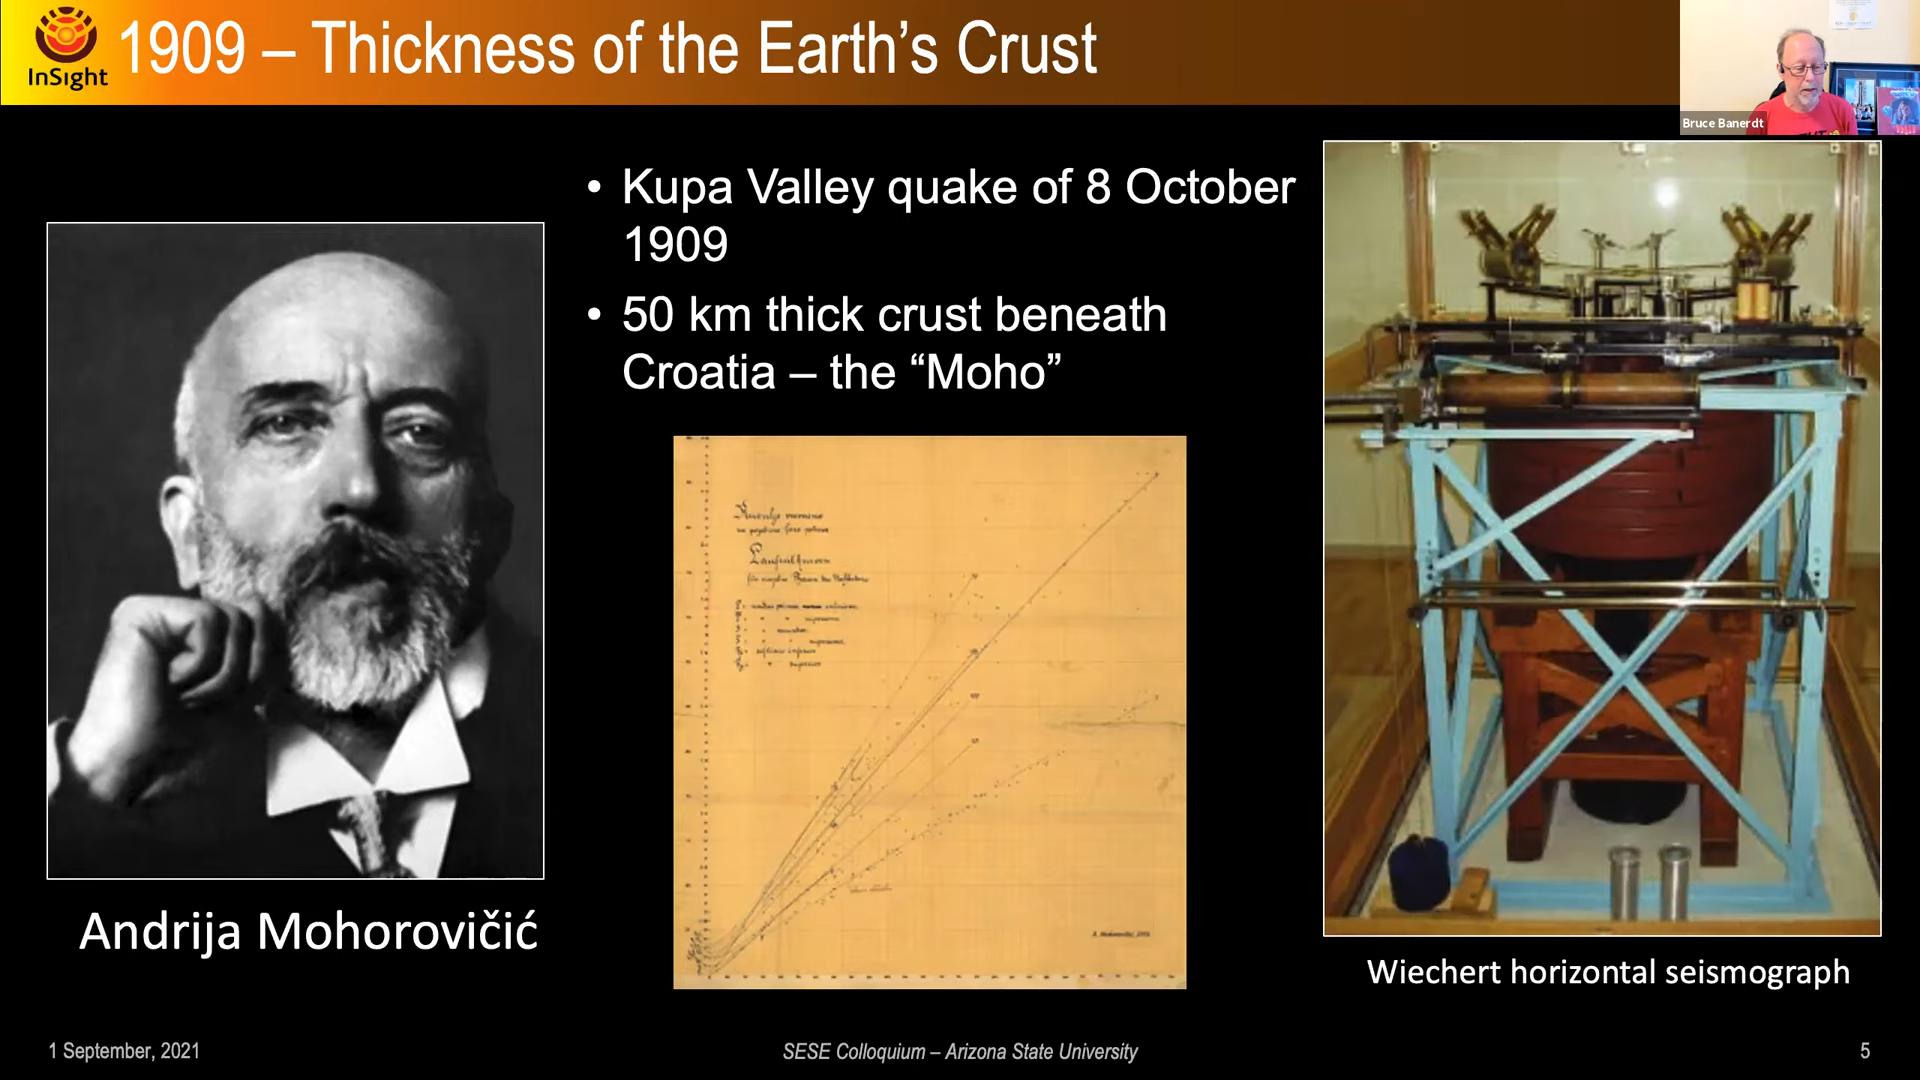 InSight
1909 – Thickness of the Earth's Crust
Bruce Banerdt
• Kupa Valley quake of 8 October
1909
• 50 km thick crust beneath
Croatia – the “Moho”
Andrija Mohorovičić
Wiechert horizontal seismograph
1 September, 2021
SESE Colloquium – Arizona State University
5